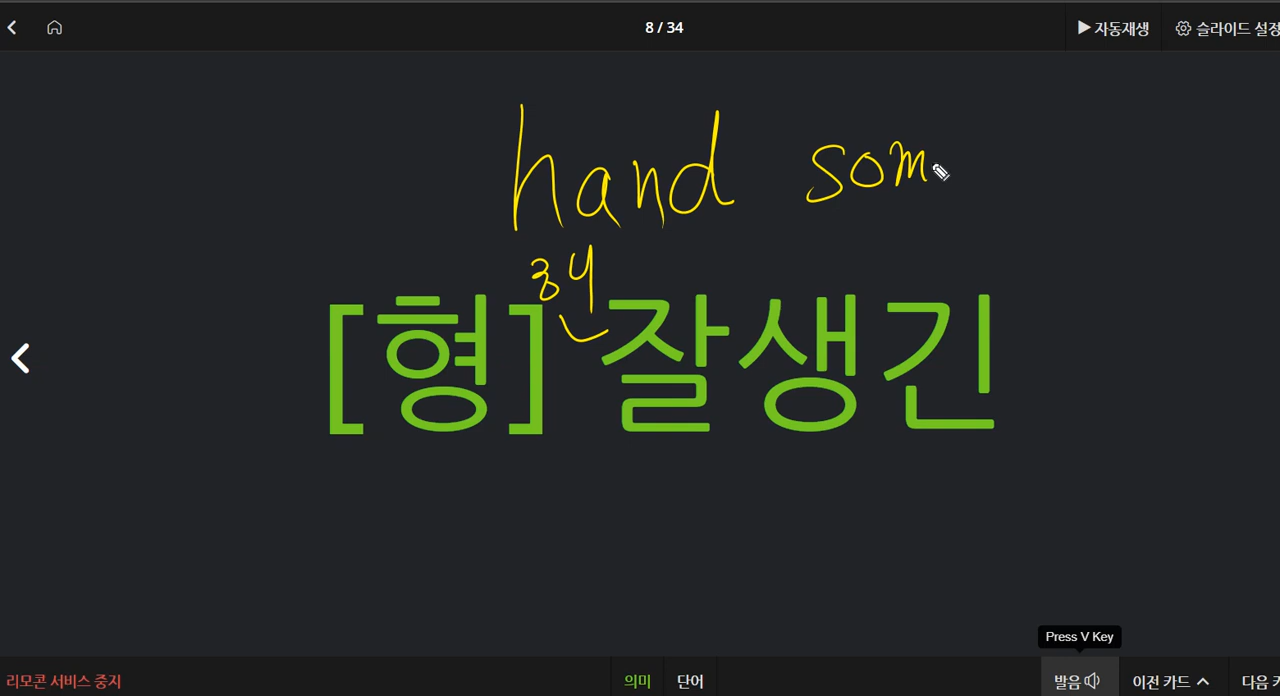 8 / 34
▶ 자동재생
슬라이드 설정
hand som
핸
[형] 잘생긴
Press V Key
리모콘 서비스 중지
의미
단어
발음
이전 카드
다음